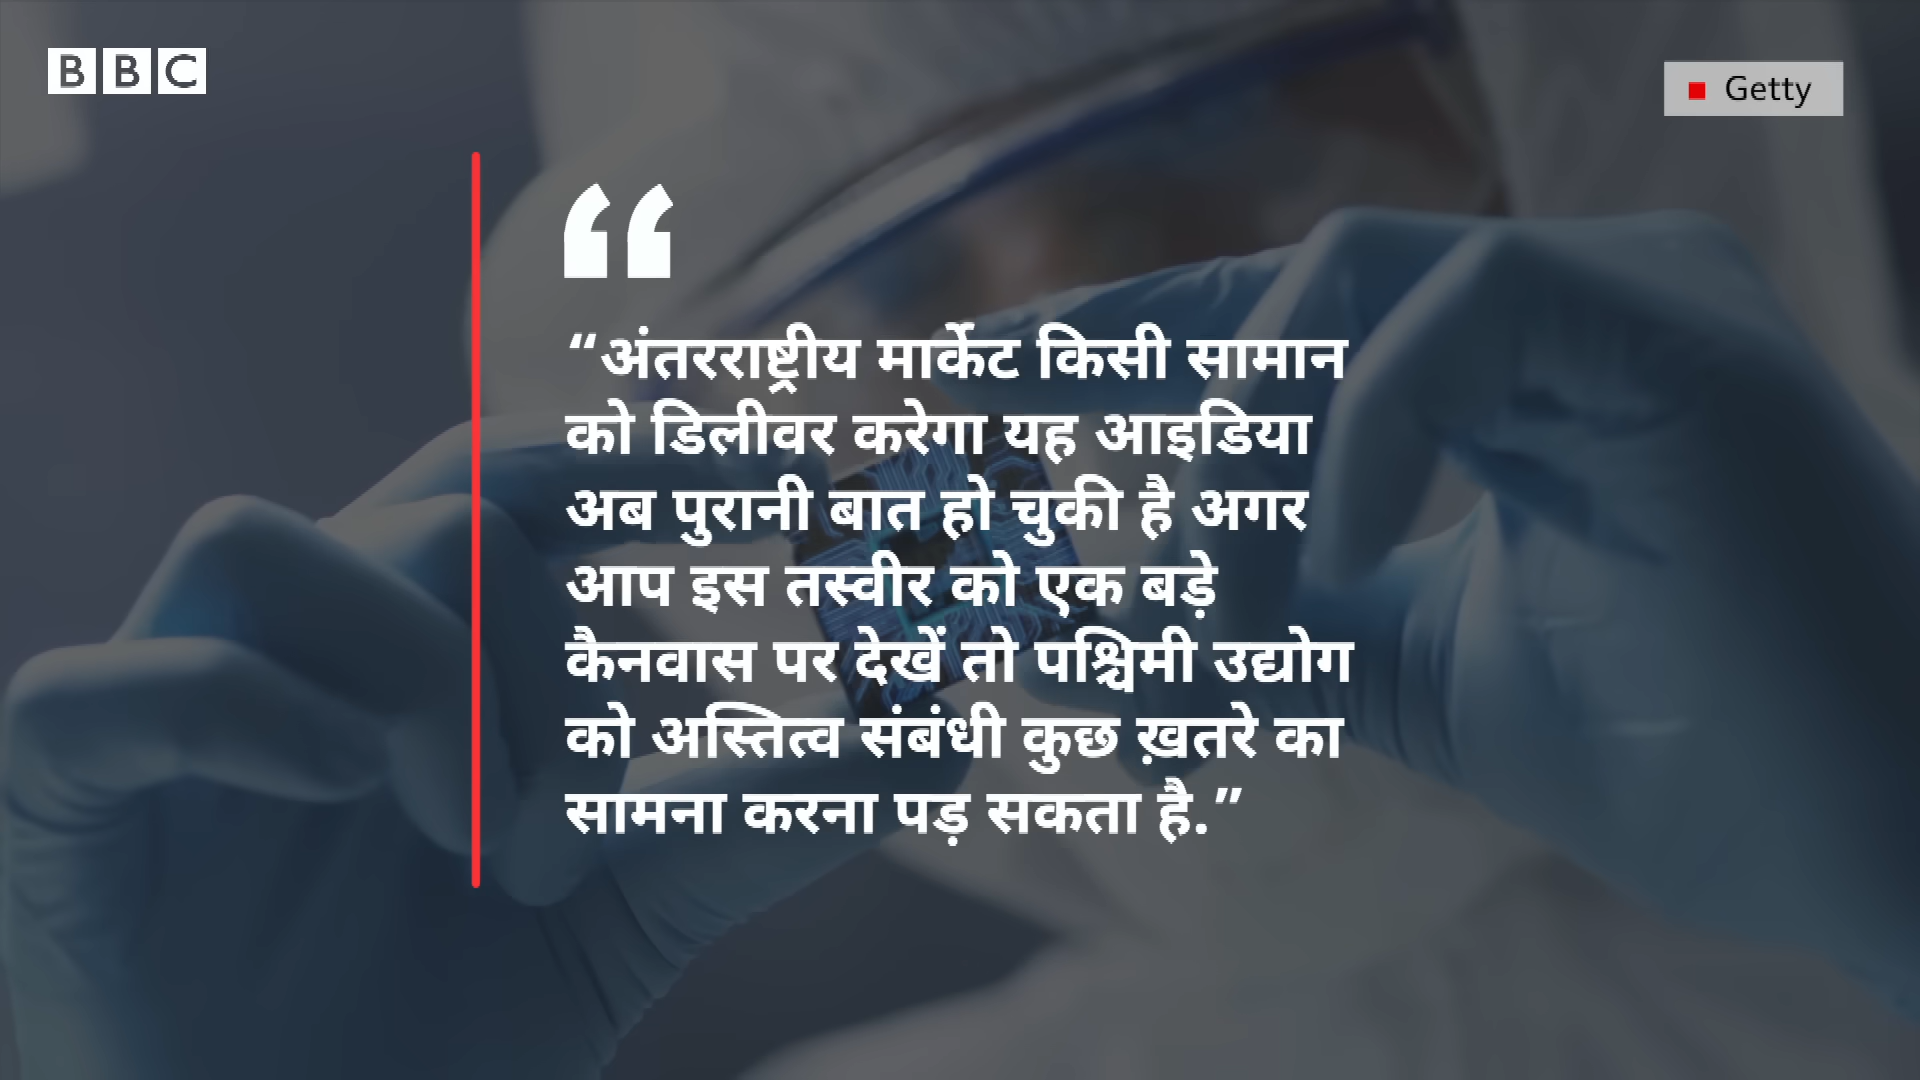 BBC
Getty
“अंतरराष्ट्रीय मार्केट किसी सामान
को डिलीवर करेगा यह आइडिया
अब पुरानी बात हो चुकी है अगर
आप इस तस्वीर को एक बड़े
कैनवास पर देखें तो पश्चिमी उद्योग
को अस्तित्व संबंधी कुछ ख़तरे का
सामना करना पड़ सकता है.”